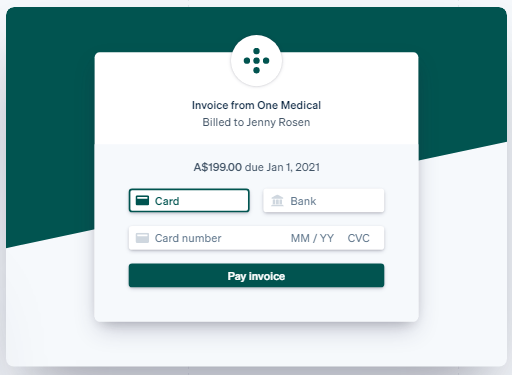 Invoice from One Medical
Billed to Jenny Rosen
A$199.00 due Jan 1, 2021
Card Bank
Card number MM / YY CVC
Pay invoice